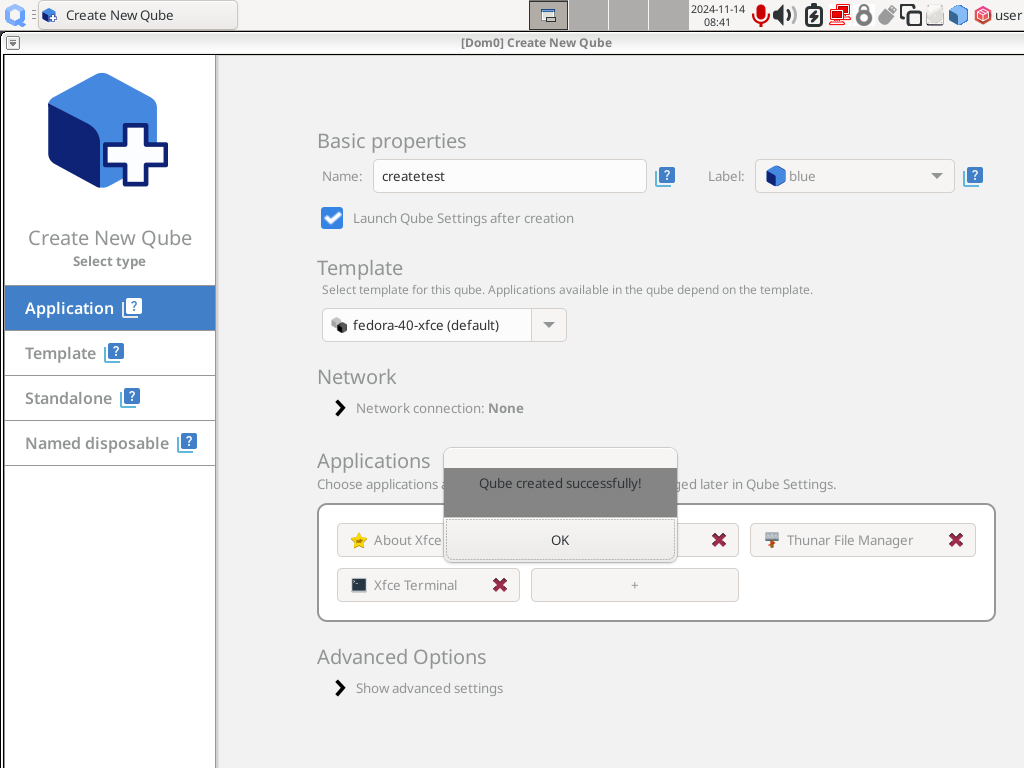 Create New Qube
2024-11-14
08:41
user
[Dom0] Create New Qube
Create New Qube
Select type
Application
Template
Standalone
Named disposable
Basic properties
Name: createtest Label: blue
Launch Qube Settings after creation
Template
Select template for this qube. Applications available in the qube depend on the template.
fedora-40-xfce (default)
Network
Network connection: None
Applications
Choose applications
ged later in Qube Settings.
Qube created successfully!
OK
About Xfce
Thunar File Manager
Xfce Terminal
+
Advanced Options
Show advanced settings